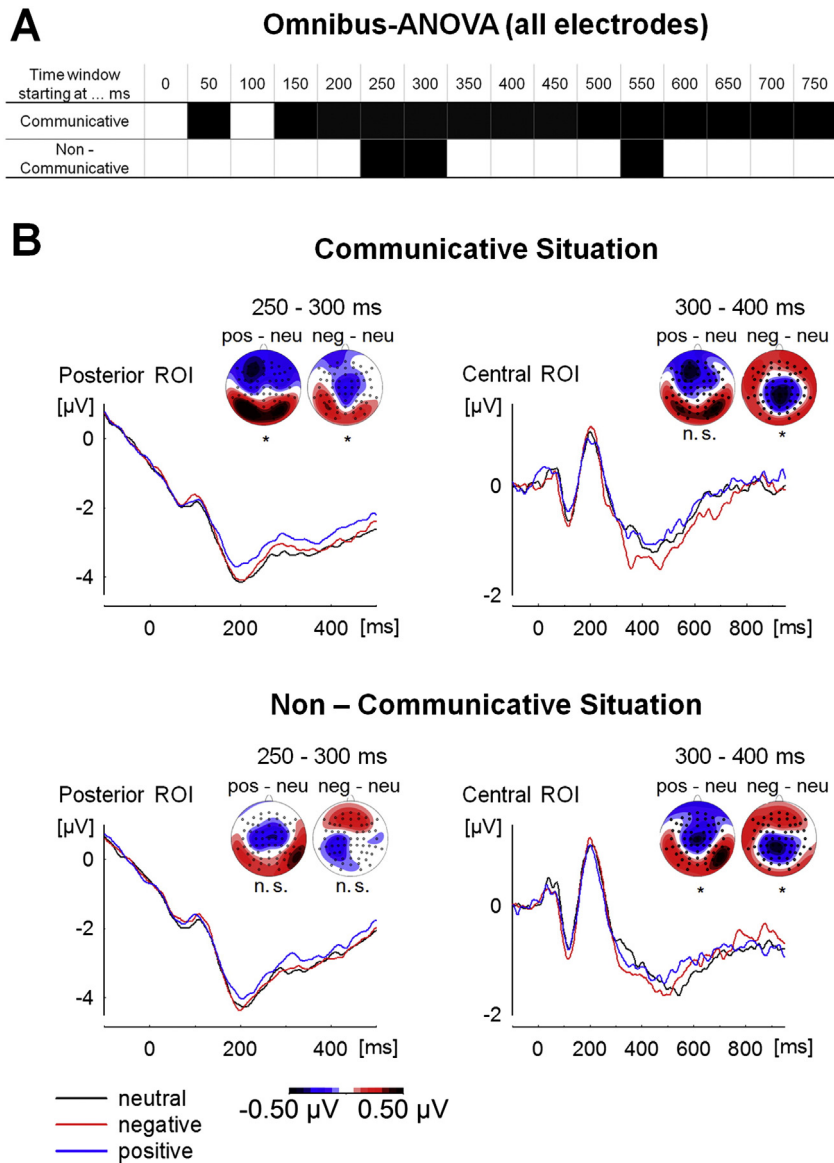 A
Omnibus-ANOVA (all electrodes)
Time window starting at ... ms 0 50 100 150 200 250 300 350 400 450 500 550 600 650 700 750
Communicative
Non - Communicative
B
Communicative Situation
250 - 300 ms
pos - neu neg - neu
Posterior ROI
[µV]
* *
0
-2
-4
0 200 400 [ms]
300 - 400 ms
pos - neu neg - neu
Central ROI
[µV]
n. s. *
0
-2
0 200 400 600 800 [ms]
Non – Communicative Situation
250 - 300 ms
pos - neu neg - neu
Posterior ROI
[µV]
n. s. n. s.
0
-2
-4
0 200 400 [ms]
300 - 400 ms
pos - neu neg - neu
Central ROI
[µV]
* *
0
-2
0 200 400 600 800 [ms]
neutral
negative
positive
-0.50 µV 0.50 µV